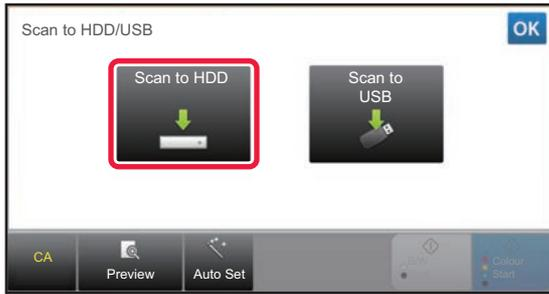 Scan to HDD/USB
OK
Scan to HDD
Scan to
USB
CA
Preview
Auto Set
B/W
Colour
Start